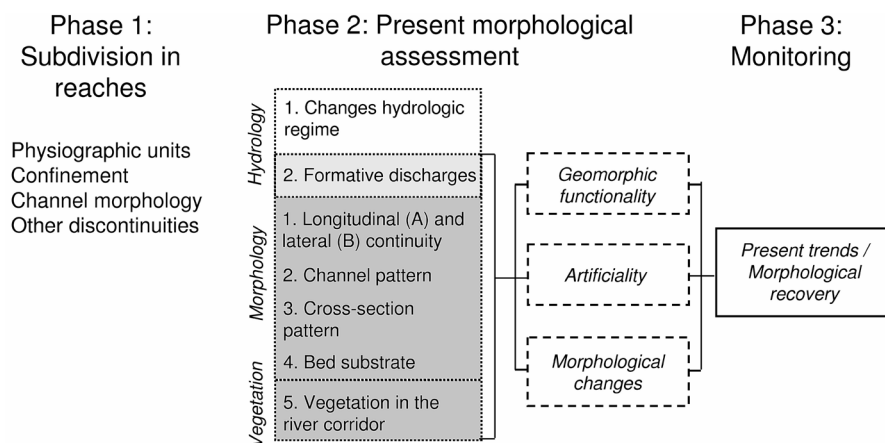 Phase 1:
Subdivision in
reaches
Physiographic units
Confinement
Channel morphology
Other discontinuities
Phase 2: Present morphological
assessment
Hydrology
1. Changes hydrologic
regime
2. Formative discharges
Morphology
1. Longitudinal (A) and
lateral (B) continuity
2. Channel pattern
3. Cross-section
pattern
4. Bed substrate
Vegetation
5. Vegetation in the
river corridor
Geomorphic
functionality
Artificiality
Morphological
changes
Phase 3:
Monitoring
Present trends /
Morphological
recovery